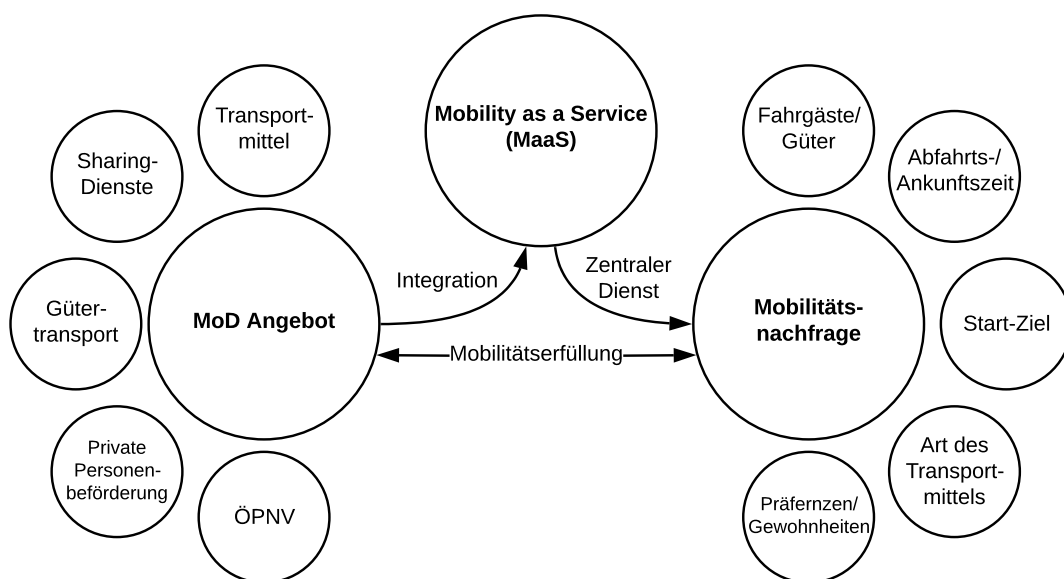 Transport-
mittel
Sharing-
Dienste
Güter-
transport
Private
Personen-
beförderung
ÖPNV
MoD Angebot
Integration
Mobility as a Service
(MaaS)
Zentraler
Dienst
Mobilitätserfüllung
Mobilitäts-
nachfrage
Fahrgäste/
Güter
Abfahrts-/
Ankunftszeit
Start-Ziel
Art des
Transport-
mittels
Präfernzen/
Gewohnheiten